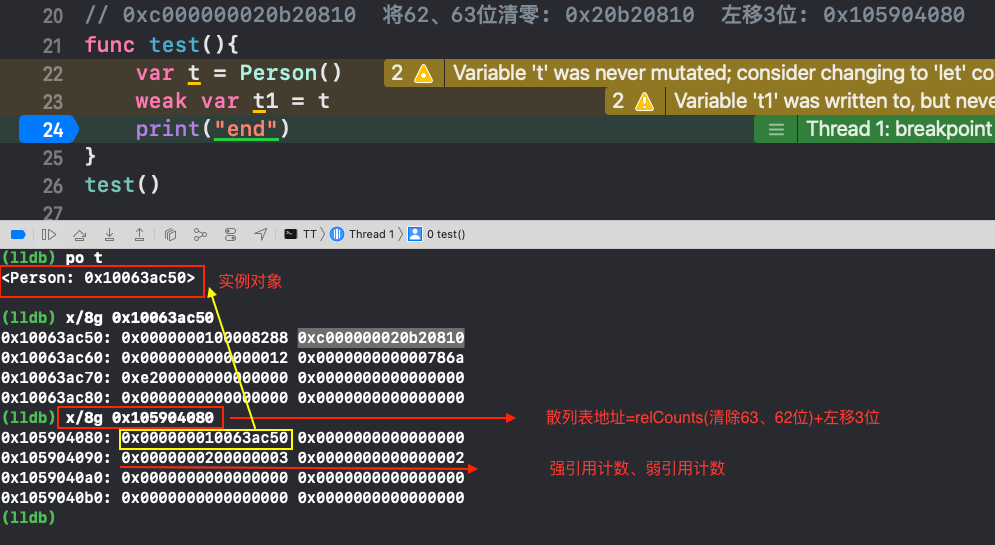 20 // 0xc000000020b20810 将62、63位清零: 0x20b20810 左移3位: 0x105904080
21 func test(){
22 var t = Person() 2 Variable 't' was never mutated; consider changing to 'let' co
23 weak var t1 = t 2 Variable 't1' was written to, but neve
24 print("end") Thread 1: breakpoint
25 }
26 test()
27
TT 〉 Thread 1 〉 0 test()
(lldb) po t
<Person: 0x10063ac50> 实例对象
(lldb) x/8g 0x10063ac50
0x10063ac50: 0x0000000100008288 0xc000000020b20810
0x10063ac60: 0x0000000000000012 0x000000000000786a
0x10063ac70: 0xe200000000000000 0x0000000000000000
0x10063ac80: 0x0000000000000000 0x0000000000000000
(lldb) x/8g 0x105904080 散列表地址=relCounts(清除63、62位)+左移3位
0x105904080: 0x000000010063ac50 0x0000000000000000
0x105904090: 0x0000000200000003 0x0000000000000002
强引用计数、弱引用计数
0x1059040a0: 0x0000000000000000 0x0000000000000000
0x1059040b0: 0x0000000000000000 0x0000000000000000
(lldb)